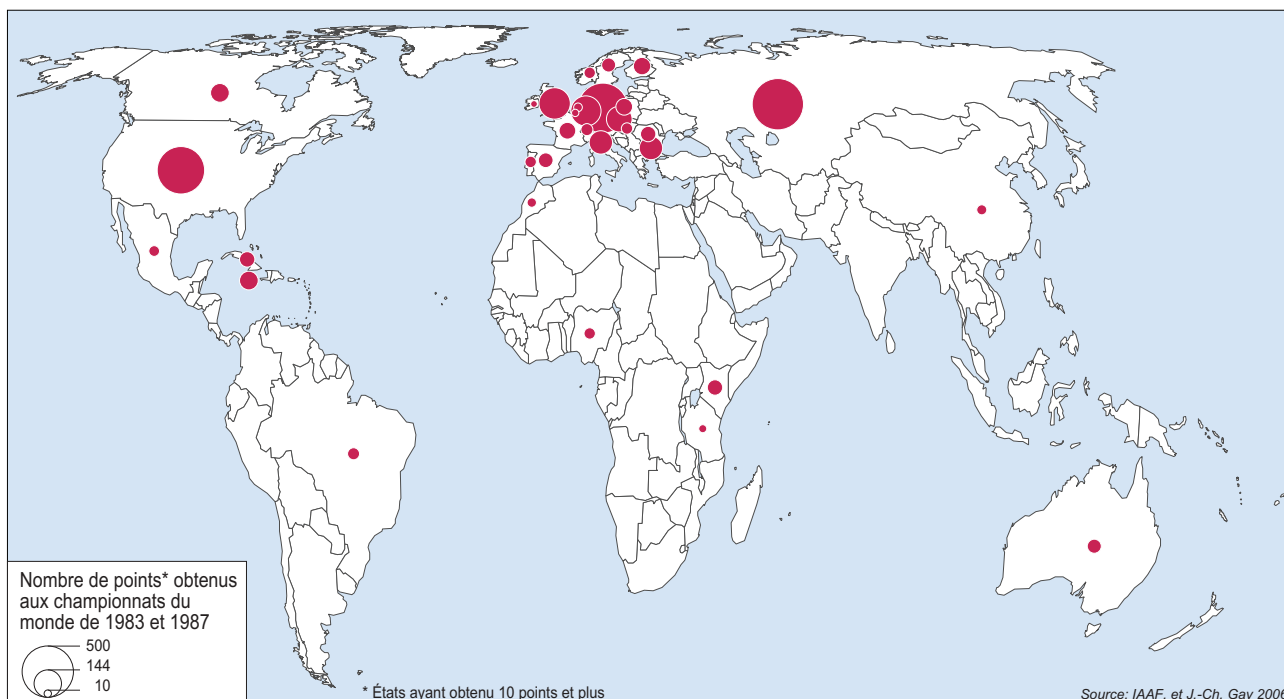 Nombre de points* obtenus
aux championnats du
monde de 1983 et 1987
500
144
10
* États ayant obtenu 10 points et plus
Source: IAAF, et J.-Ch. Gay 2006